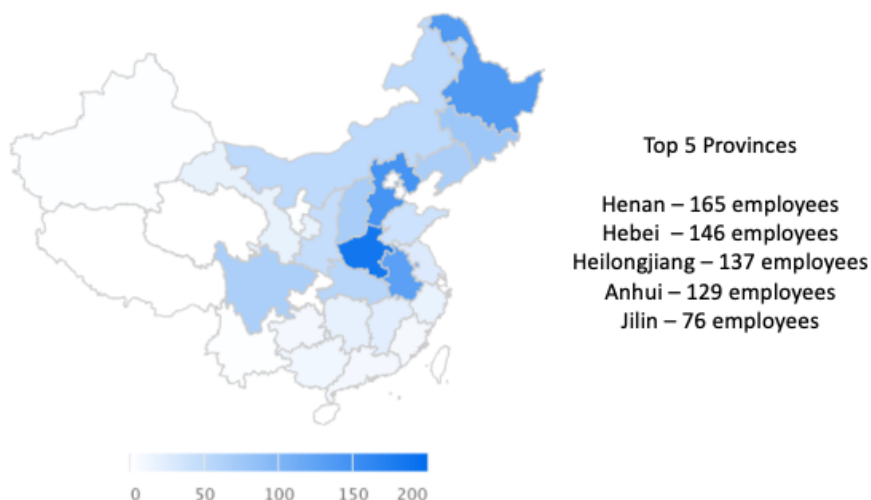 Top 5 Provinces
Henan – 165 employees
Hebei – 146 employees
Heilongjiang – 137 employees
Anhui – 129 employees
Jilin – 76 employees
0 50 100 150 200